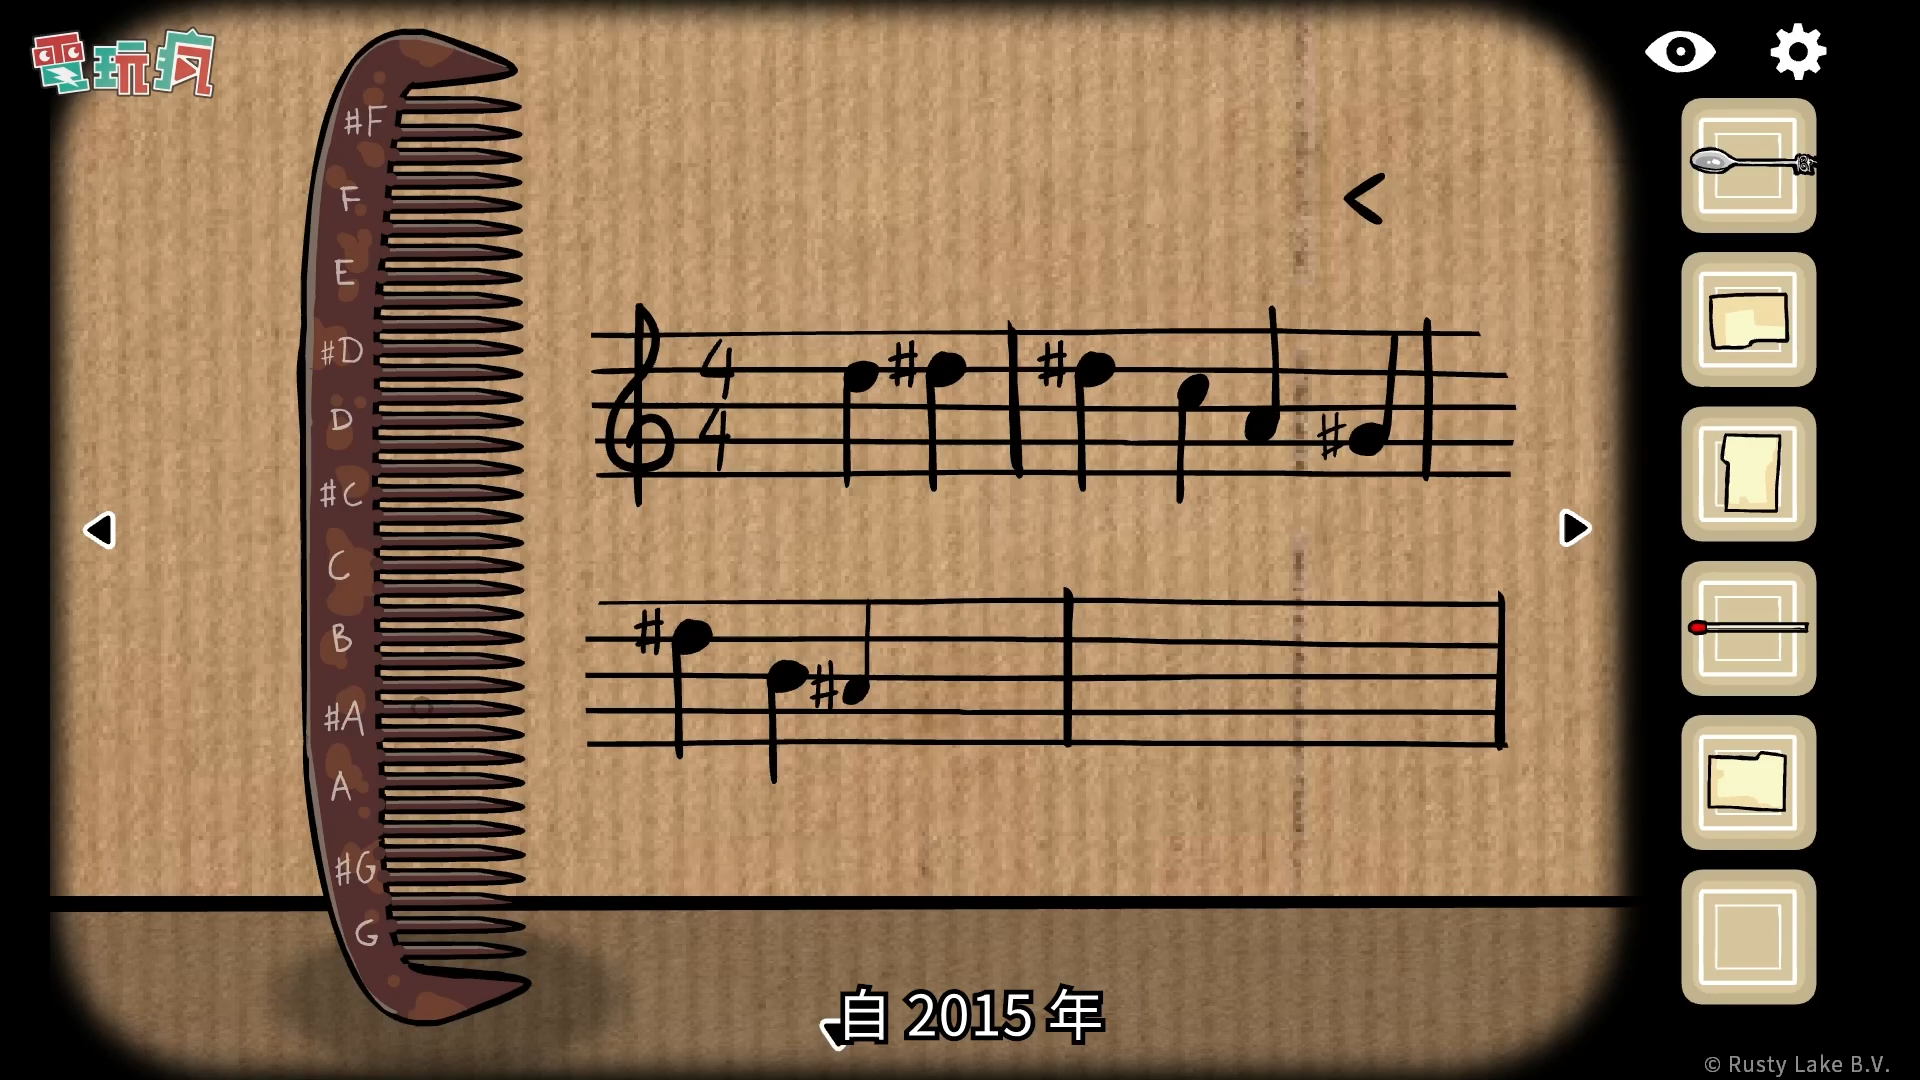 電玩瘋
#F
F
E
#D
D
#C
C
B
#A
A
#G
G
<
4
4
# #
#
# #
自 2015 年
© Rusty Lake B.V.